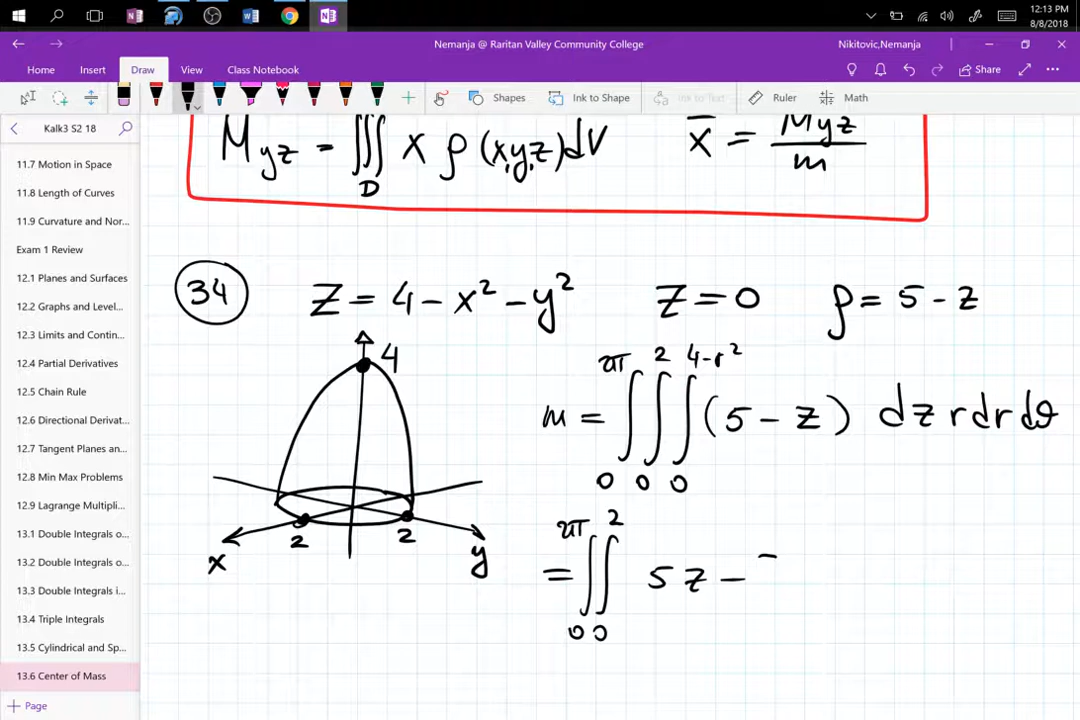 12:13 PM
8/8/2018
Nemanja @ Raritan Valley Community College
Nikitovic,Nemanja
Home Insert Draw View Class Notebook
Share
Shapes Ink to Shape Ink to Text Ruler Math
Kalk3 S2 18
11.7 Motion in Space
11.8 Length of Curves
11.9 Curvature and Nor...
Exam 1 Review
12.1 Planes and Surfaces
12.2 Graphs and Level...
12.3 Limits and Contin...
12.4 Partial Derivatives
12.5 Chain Rule
12.6 Directional Derivat...
12.7 Tangent Planes an...
12.8 Min Max Problems
12.9 Lagrange Multipli...
13.1 Double Integrals o...
13.2 Double Integrals o...
13.3 Double Integrals i...
13.4 Triple Integrals
13.5 Cylindrical and Sp...
13.6 Center of Mass
Page
Myz = ∭_D x ρ(x,y,z) dV x̄ = Myz/m
34 z = 4 - x² - y² z = 0 ρ = 5 - z
4
2
2
x
y
m = ∫_0^{2π} ∫_0^2 ∫_0^{4-r²} (5 - z) dz r dr dθ
= ∫_0^{2π} ∫_0^2 5z -